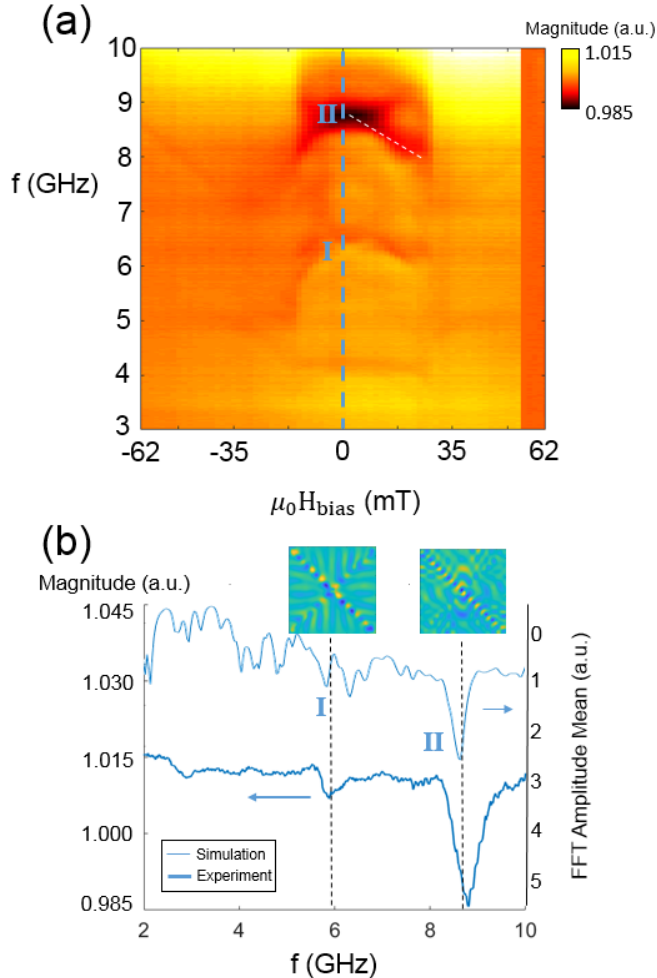 (a)
Magnitude (a.u.)
1.015
0.985
10
9
8
7
6
5
4
3
f (GHz)
II
I
-62 -35 0 35 62
μ₀H_bias (mT)
(b)
Magnitude (a.u.)
1.045
1.030
1.015
1.000
0.985
0
1
2
3
4
5
FFT Amplitude Mean (a.u.)
I
II
Simulation
Experiment
2 4 6 8 10
f (GHz)